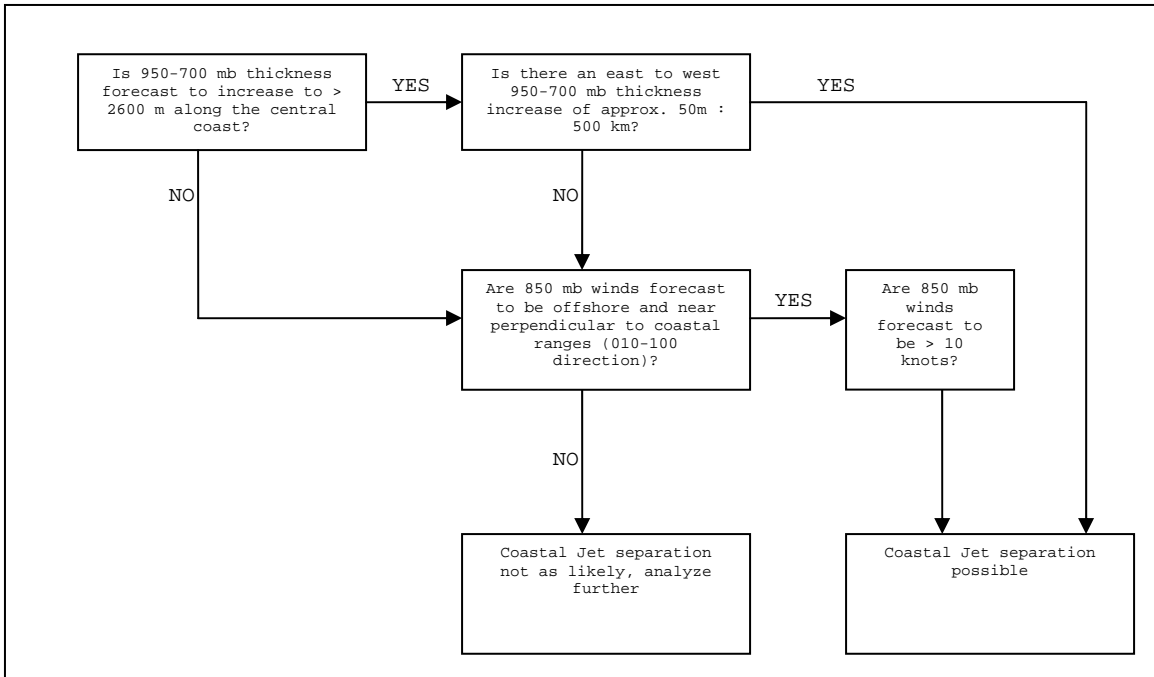 Is 950-700 mb thickness
forecast to increase to >
2600 m along the central
coast?
YES
Is there an east to west
950-700 mb thickness
increase of approx. 50m :
500 km?
YES
NO
NO
Are 850 mb winds forecast
to be offshore and near
perpendicular to coastal
ranges (010-100
direction)?
YES
Are 850 mb
winds
forecast to
be > 10
knots?
NO
Coastal Jet separation
not as likely, analyze
further
Coastal Jet separation
possible